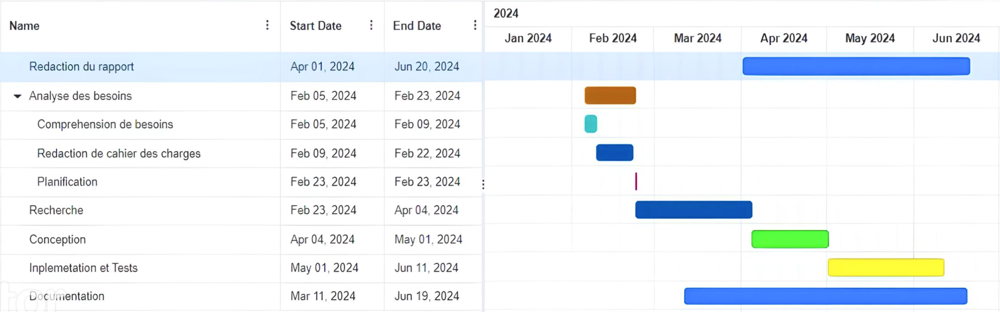 2024
Name Start Date End Date
Jan 2024 Feb 2024 Mar 2024 Apr 2024 May 2024 Jun 2024
Redaction du rapport Apr 01, 2024 Jun 20, 2024
Analyse des besoins Feb 05, 2024 Feb 23, 2024
Comprehension de besoins Feb 05, 2024 Feb 09, 2024
Redaction de cahier des charges Feb 09, 2024 Feb 22, 2024
Planification Feb 23, 2024 Feb 23, 2024
Recherche Feb 23, 2024 Apr 04, 2024
Conception Apr 04, 2024 May 01, 2024
Inplemetation et Tests May 01, 2024 Jun 11, 2024
Documentation Mar 11, 2024 Jun 19, 2024